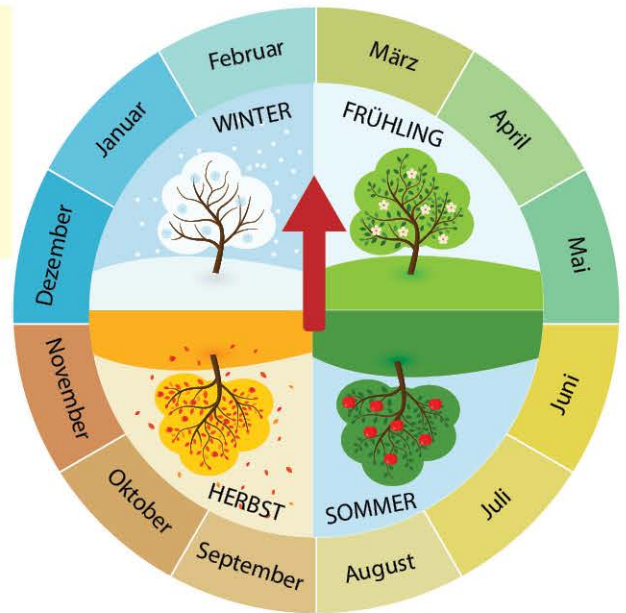 Februar
März
Januar
WINTER
FRÜHLING
April
Dezember
Mai
November
Juni
Oktober
HERBST
SOMMER
Juli
September
August